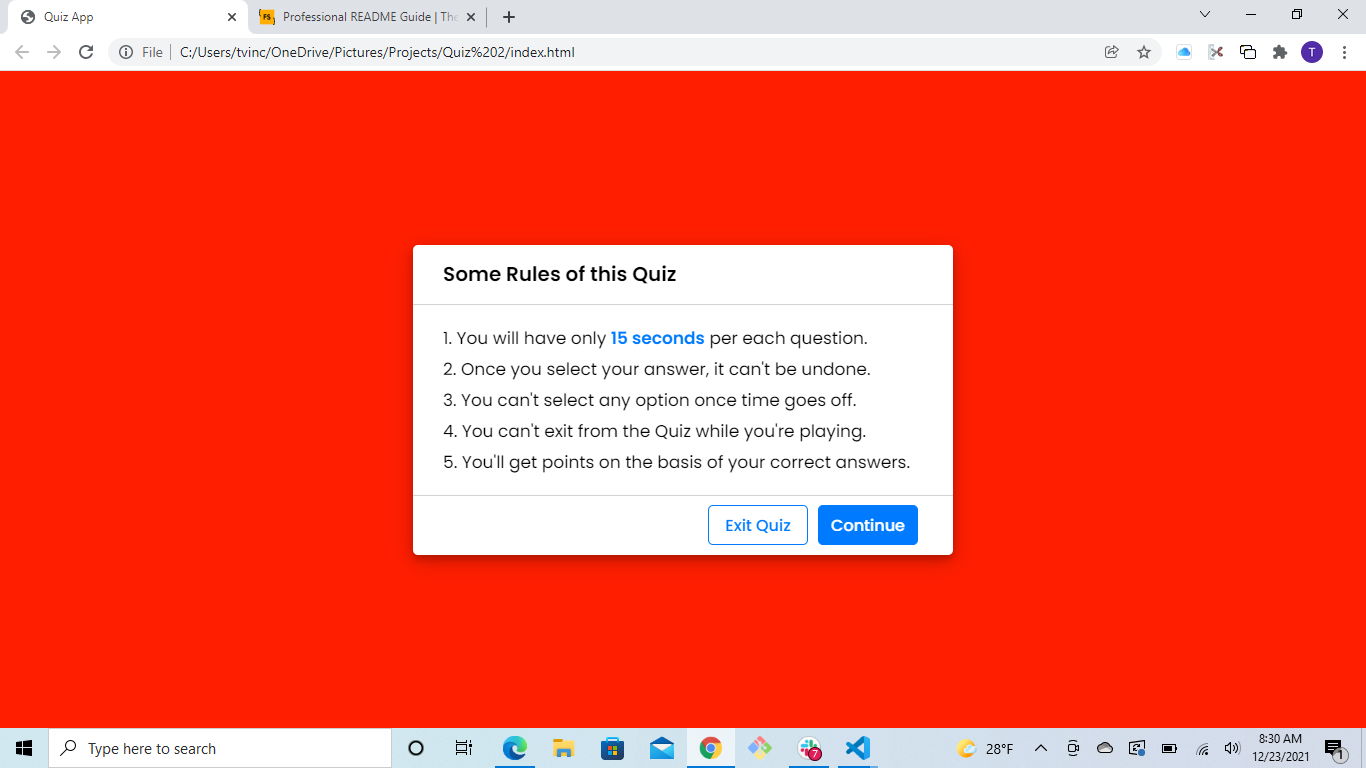 Quiz App
FS Professional README Guide | The
File C:/Users/tvinc/OneDrive/Pictures/Projects/Quiz%202/index.html
T
Some Rules of this Quiz
1. You will have only 15 seconds per each question.
2. Once you select your answer, it can't be undone.
3. You can't select any option once time goes off.
4. You can't exit from the Quiz while you're playing.
5. You'll get points on the basis of your correct answers.
Exit Quiz Continue
Type here to search
7
28°F
8:30 AM
12/23/2021
1